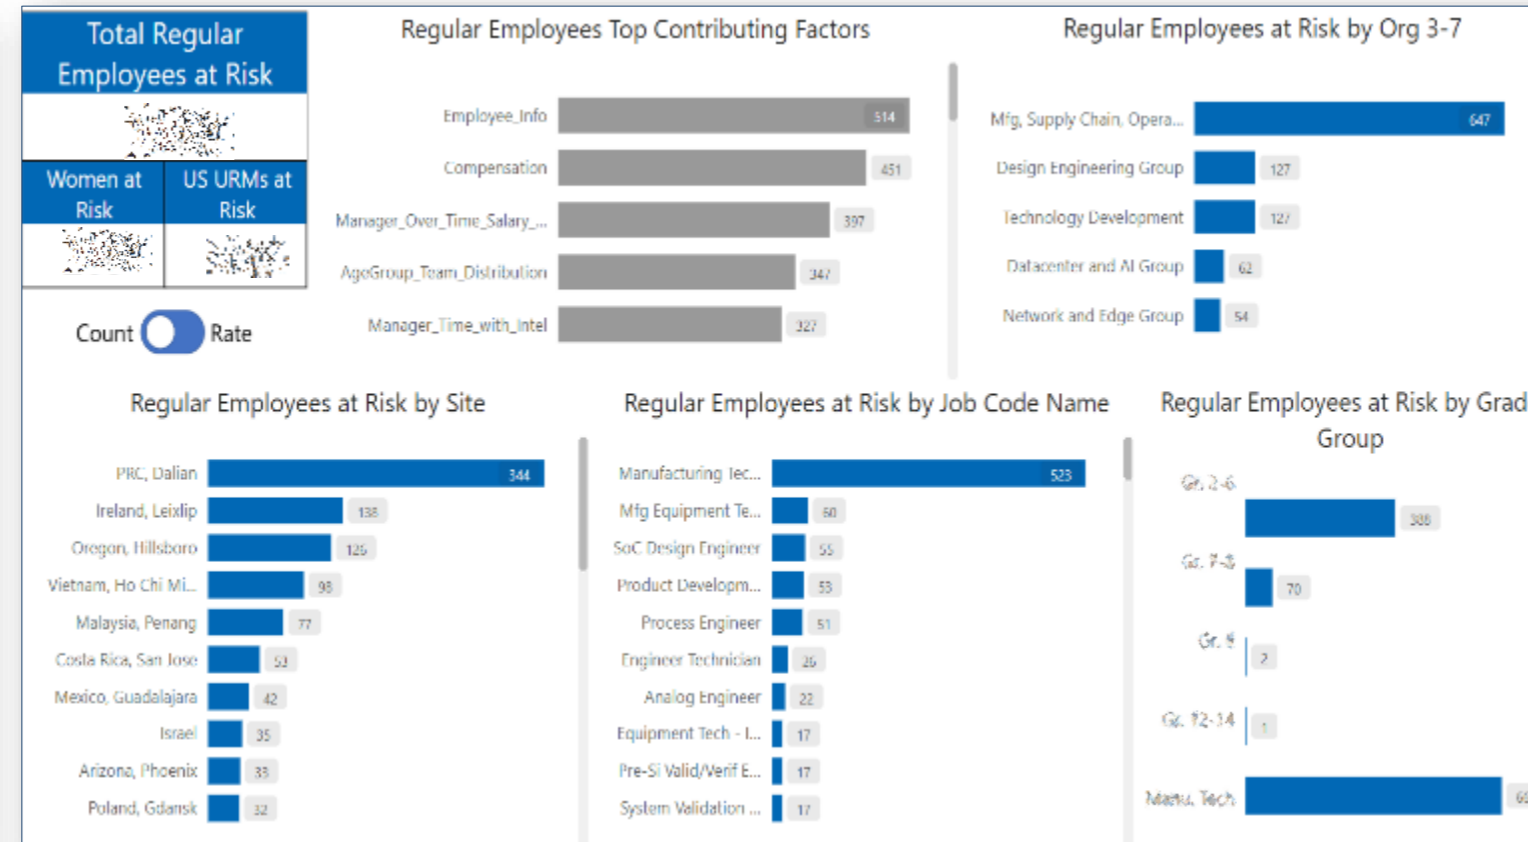 Total Regular
Employees at Risk
Women at
Risk
US URMs at
Risk
Count
Rate
Regular Employees Top Contributing Factors
Employee_Info 514
Compensation 451
Manager_Over_Time_Salary_... 397
AgeGroup_Team_Distribution 347
Manager_Time_with_Intel 327
Regular Employees at Risk by Org 3-7
Mfg, Supply Chain, Opera... 647
Design Engineering Group 127
Technology Development 127
Datacenter and AI Group 62
Network and Edge Group 54
Regular Employees at Risk by Site
PRC, Dalian 344
Ireland, Leixlip 138
Oregon, Hillsboro 126
Vietnam, Ho Chi Mi... 98
Malaysia, Penang 77
Costa Rica, San Jose 53
Mexico, Guadalajara 42
Israel 35
Arizona, Phoenix 33
Poland, Gdansk 32
Regular Employees at Risk by Job Code Name
Manufacturing Tec... 523
Mfg Equipment Te... 60
SoC Design Engineer 55
Product Developm... 53
Process Engineer 51
Engineer Technician 26
Analog Engineer 22
Equipment Tech - I... 17
Pre-Si Valid/Verif E... 17
System Validation ... 17
Regular Employees at Risk by Grad
Group
Gr. 2-6 388
70
2
Gr. 12-14 1
Manu. Tech